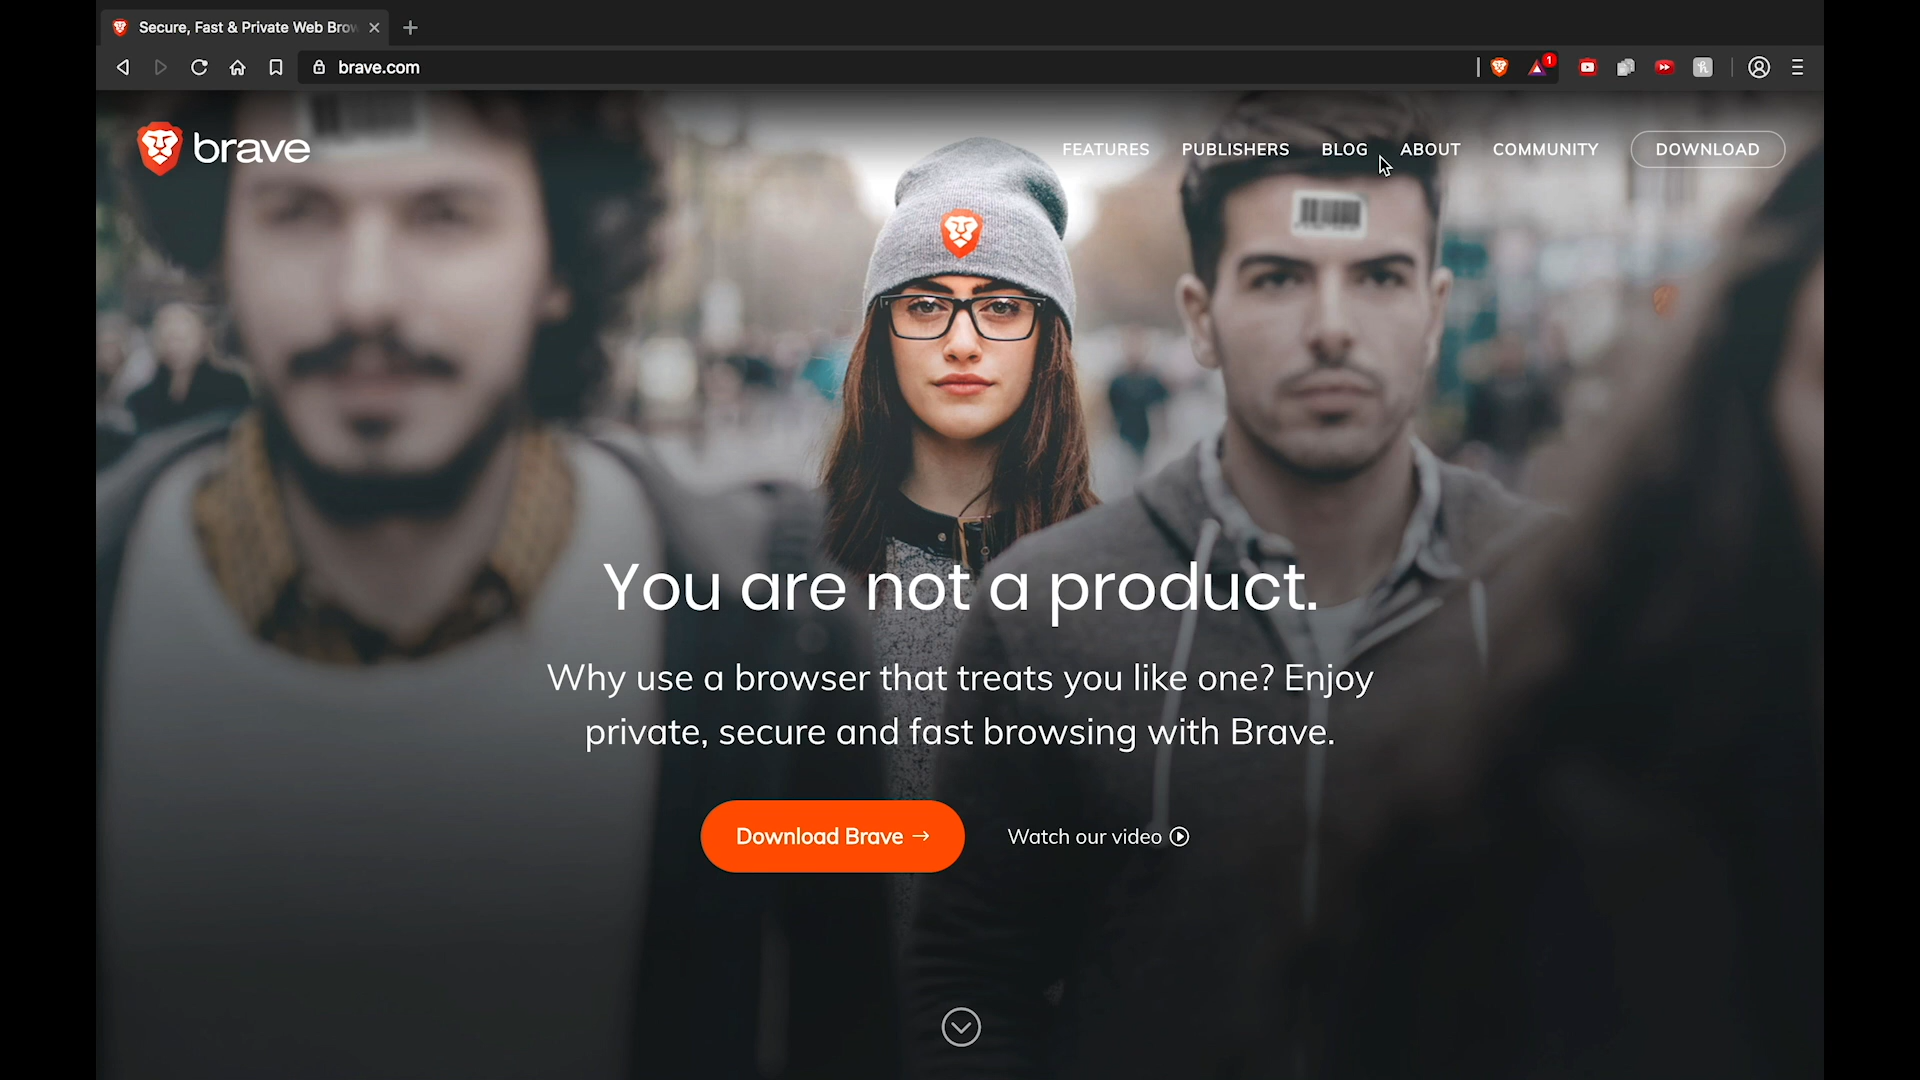 Secure, Fast & Private Web Brow
brave.com
1
brave
FEATURES PUBLISHERS BLOG ABOUT COMMUNITY DOWNLOAD
You are not a product.
Why use a browser that treats you like one? Enjoy
private, secure and fast browsing with Brave.
Download Brave →
Watch our video